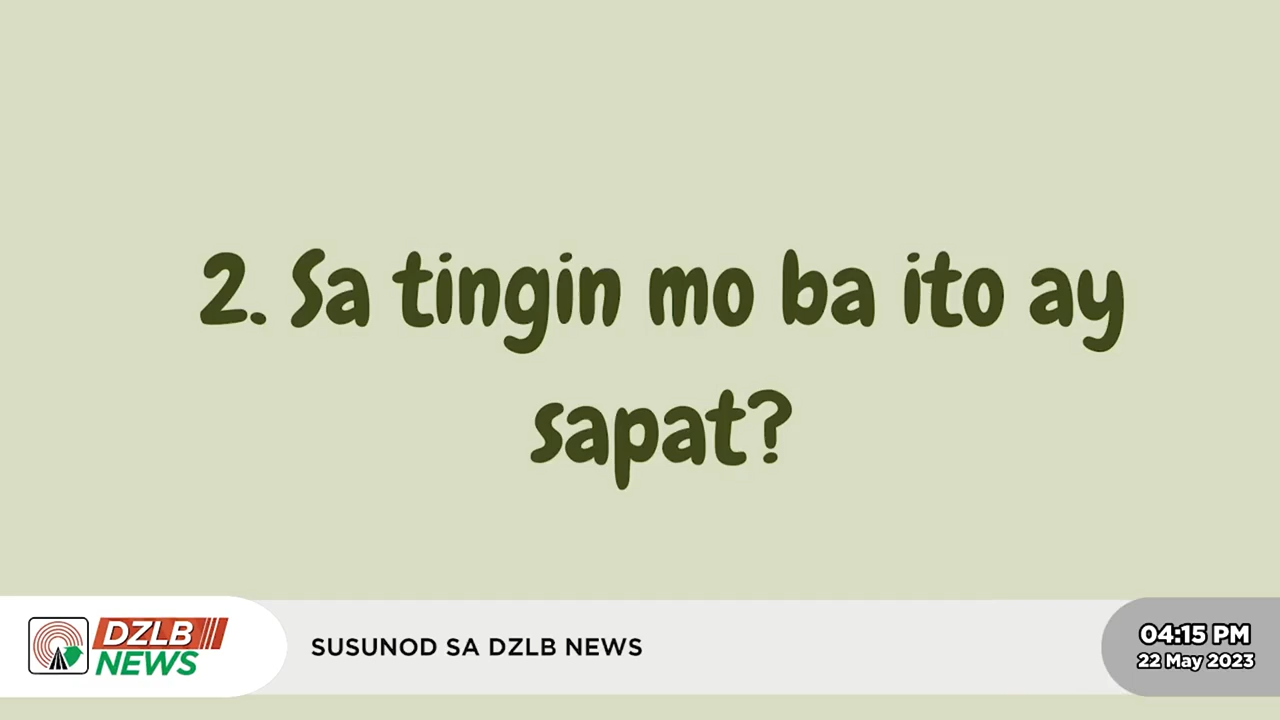 2. Sa tingin mo ba ito ay
sapat?
DZLB
NEWS
SUSUNOD SA DZLB NEWS
04:15 PM
22 May 2023